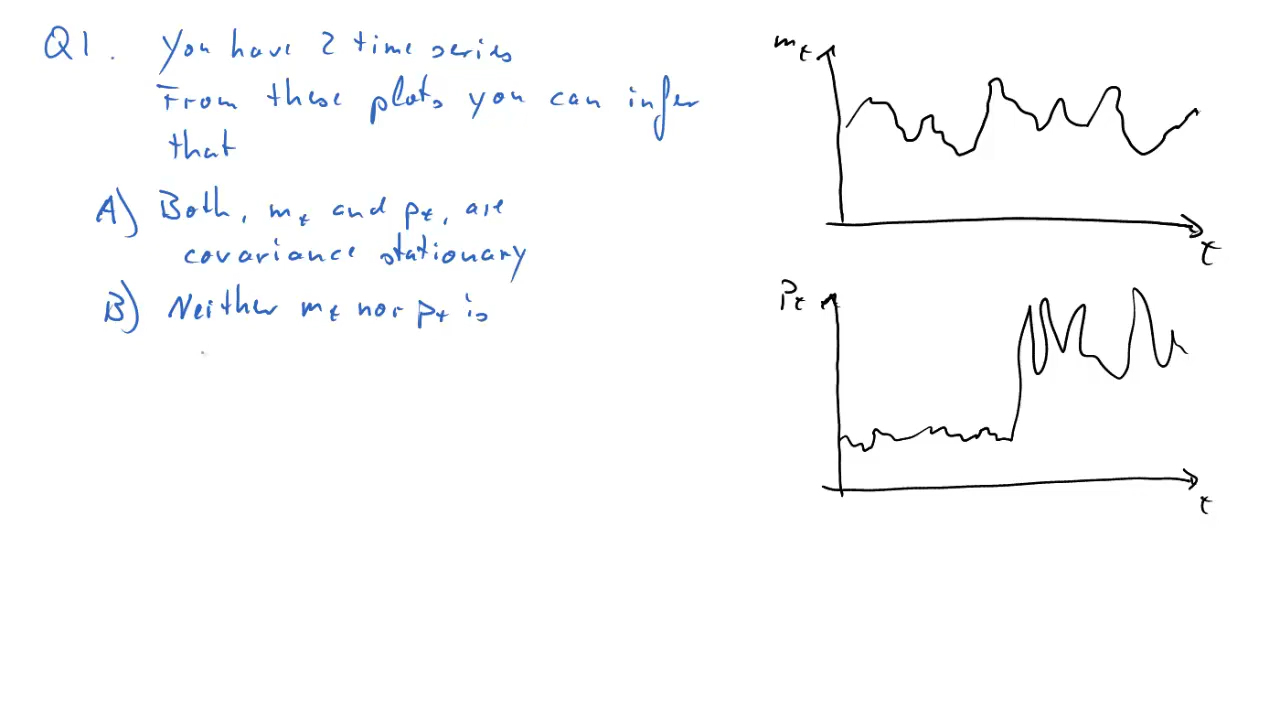 Q1. You have 2 time series
From these plots you can infer
that
A) Both, mt and pt, are
covariance stationary
B) Neither mt nor pt is
mt
t
Pt
t